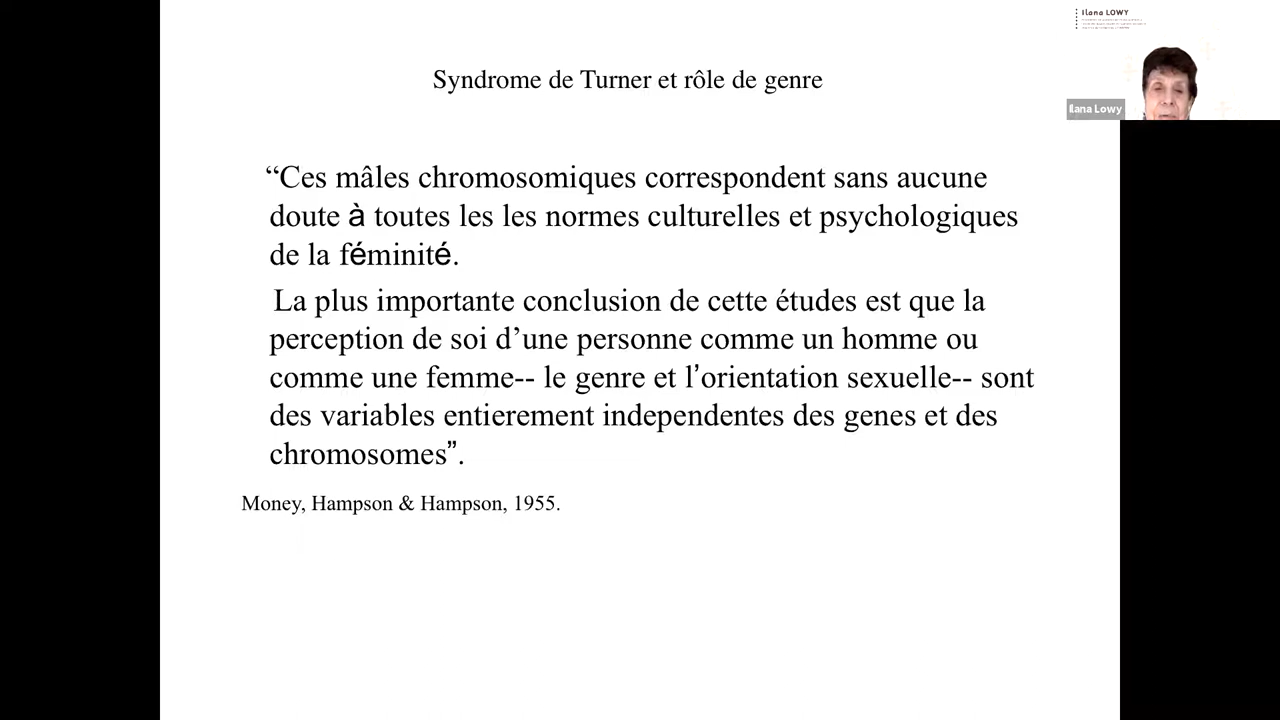 Syndrome de Turner et rôle de genre
Ilana LOWY
Ilana Lowy
“Ces mâles chromosomiques correspondent sans aucune
doute à toutes les les normes culturelles et psychologiques
de la féminité.
La plus importante conclusion de cette études est que la
perception de soi d’une personne comme un homme ou
comme une femme-- le genre et l’orientation sexuelle-- sont
des variables entierement independentes des genes et des
chromosomes”.
Money, Hampson & Hampson, 1955.